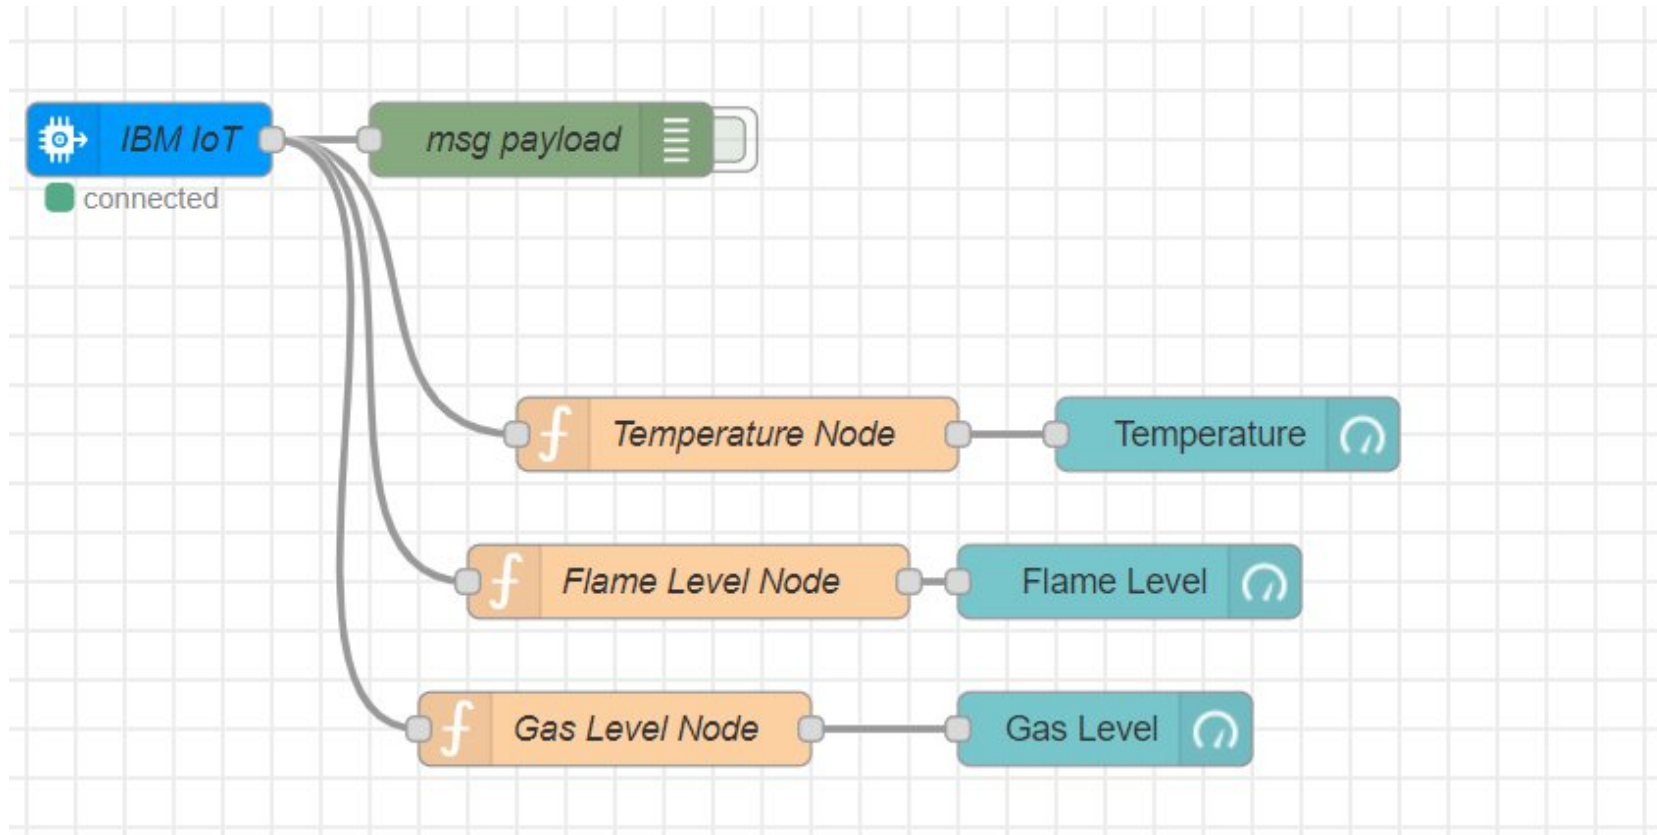 IBM IoT
msg payload
connected
Temperature Node
Temperature
Flame Level Node
Flame Level
Gas Level Node
Gas Level